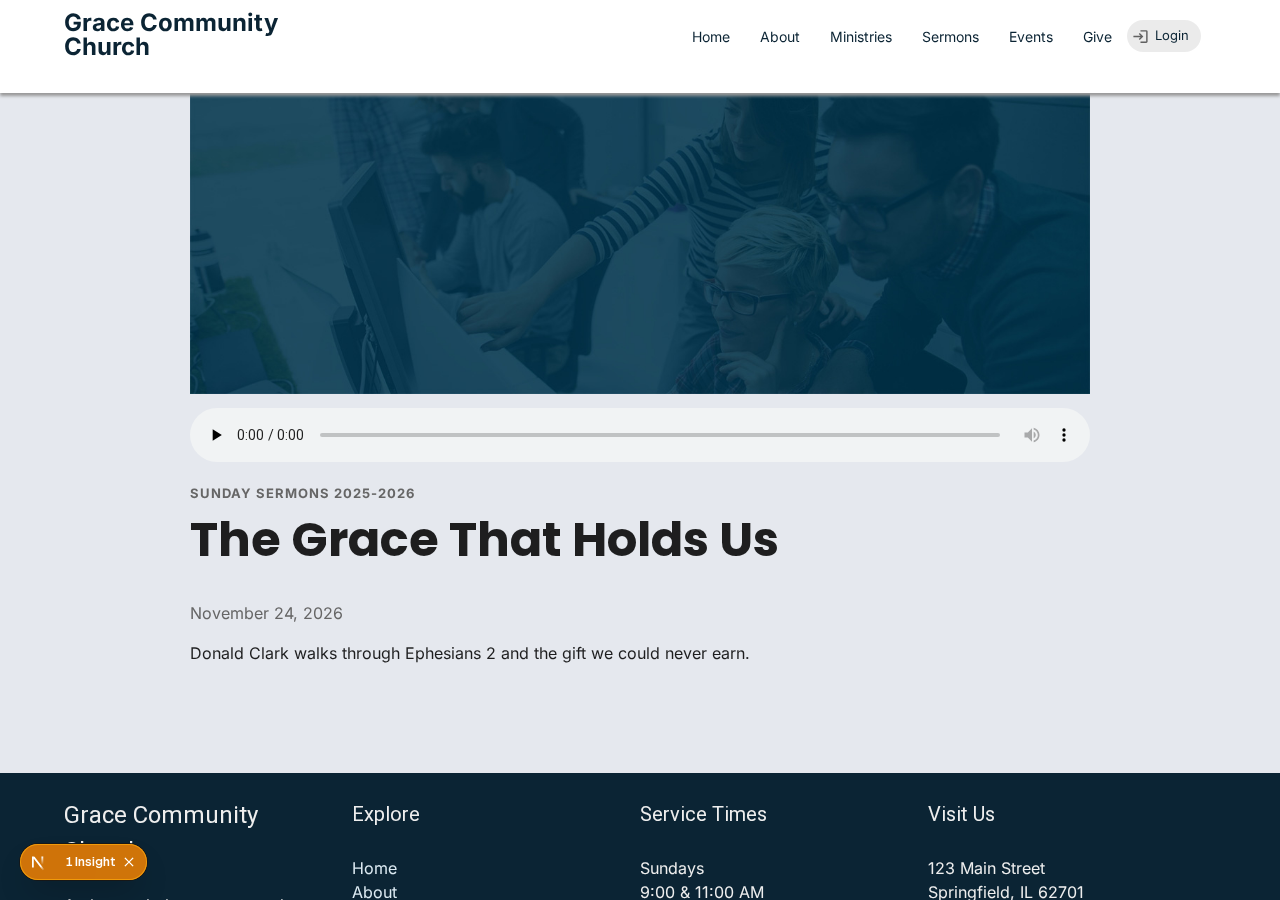 Grace Community
Church
Home
About
Ministries
Sermons
Events
Give
Login
0:00 / 0:00
SUNDAY SERMONS 2025-2026
The Grace That Holds Us
November 24, 2026
Donald Clark walks through Ephesians 2 and the gift we could never earn.
Grace Community
Explore
Service Times
Visit Us
1 Insight
Home
Sundays
123 Main Street
About
9:00 & 11:00 AM
Springfield, IL 62701